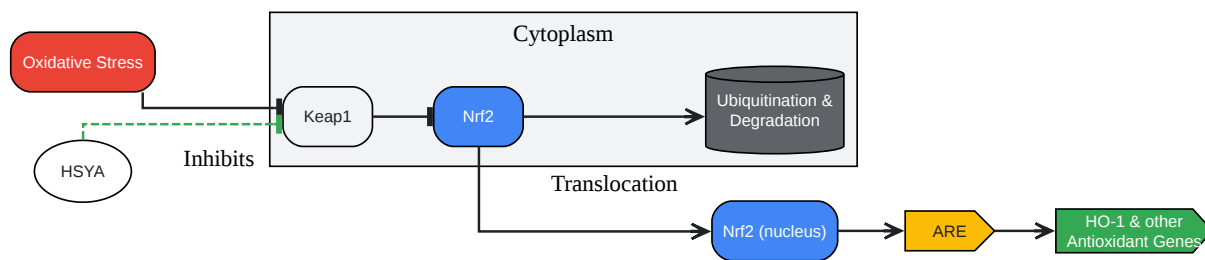 Cytoplasm
Oxidative Stress
Keap1
Nrf2
Ubiquitination &
Degradation
HSYA
Inhibits
Translocation
Nrf2 (nucleus)
ARE
HO-1 & other
Antioxidant Genes